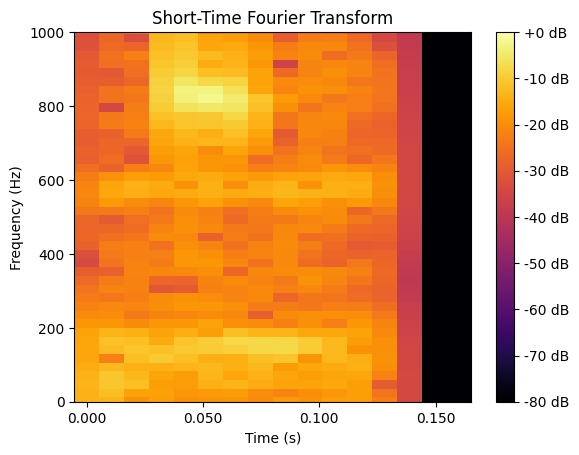 Short-Time Fourier Transform
1000
800
600
400
200
0
Frequency (Hz)
0.000
0.050
0.100
0.150
Time (s)
+0 dB
-10 dB
-20 dB
-30 dB
-40 dB
-50 dB
-60 dB
-70 dB
-80 dB